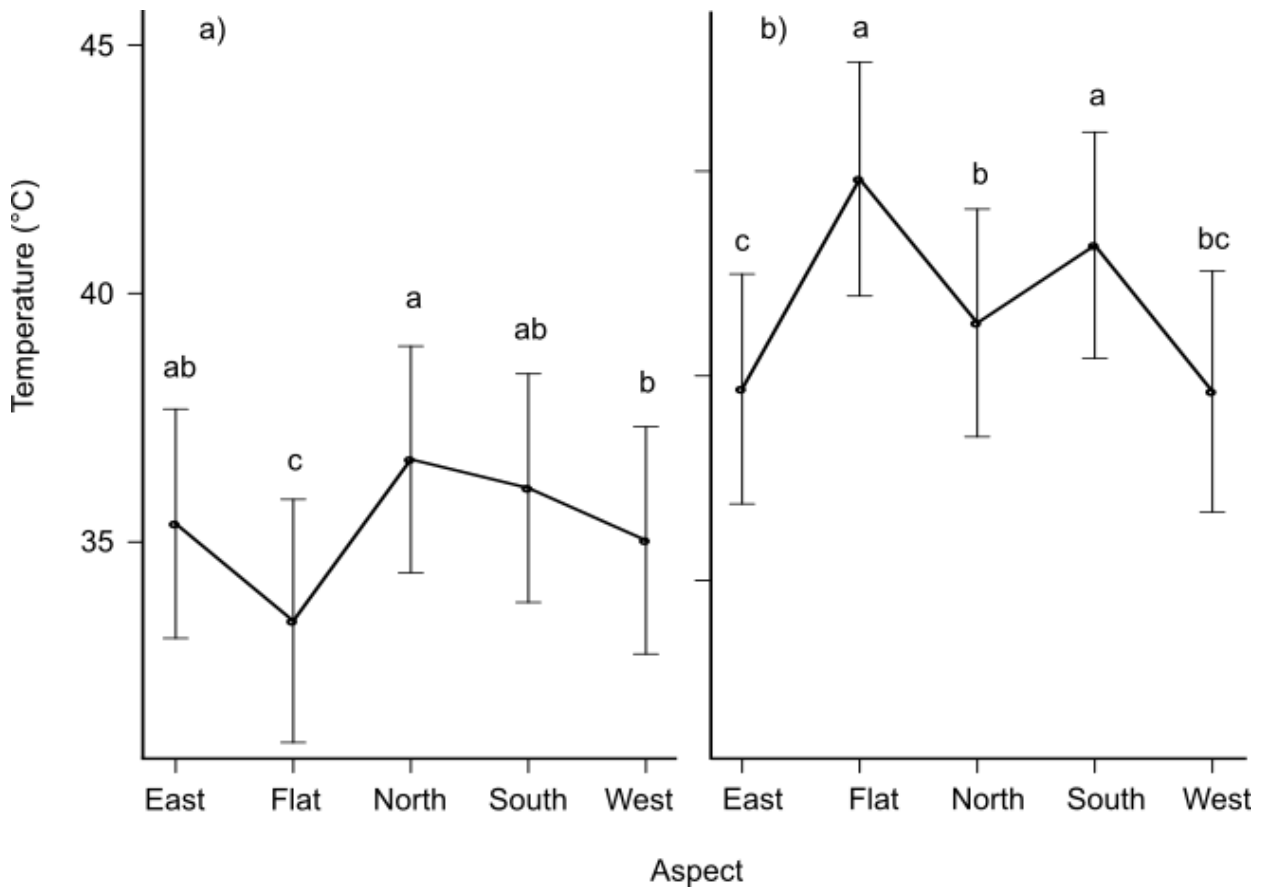 a)
b)
45
40
35
Temperature (°C)
ab
c
a
ab
b
c
a
b
a
bc
East Flat North South West
East Flat North South West
Aspect